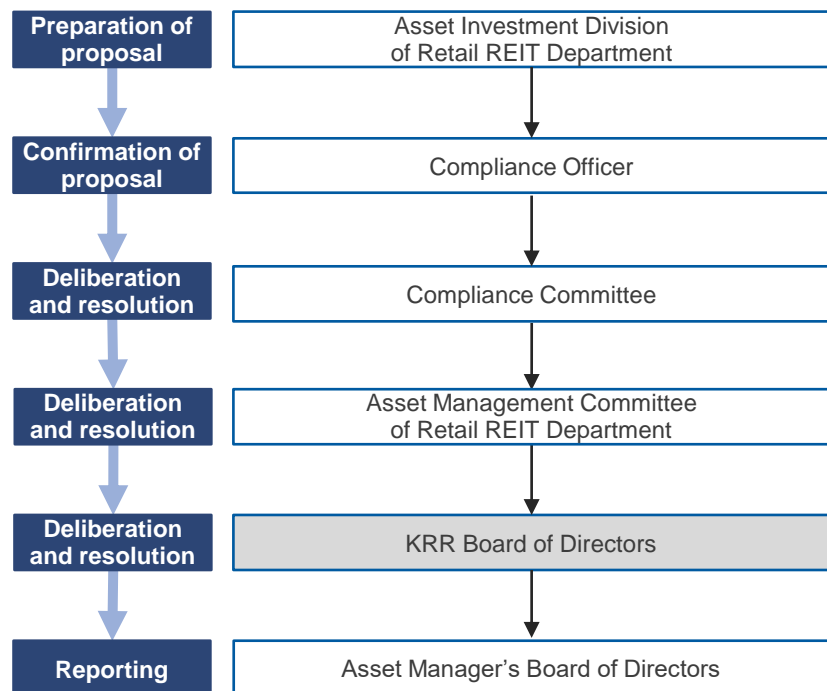 Preparation of
proposal
Asset Investment Division
of Retail REIT Department
Confirmation of
proposal
Compliance Officer
Deliberation
and resolution
Compliance Committee
Deliberation
and resolution
Asset Management Committee
of Retail REIT Department
Deliberation
and resolution
KRR Board of Directors
Reporting
Asset Manager’s Board of Directors